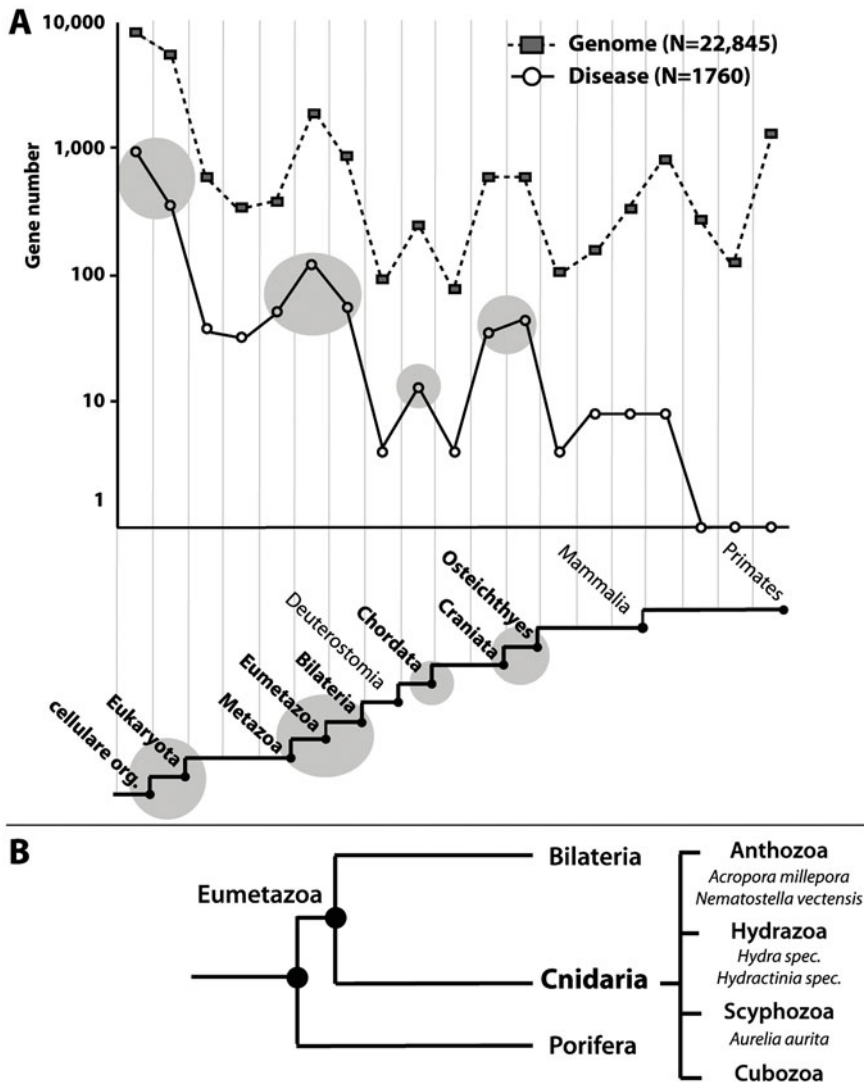 A
10,000
1,000
100
10
1
Gene number
Genome (N=22,845)
Disease (N=1760)
cellulare org.
Eukaryota
Metazoa
Eumetazoa
Bilateria
Deuterostomia
Chordata
Craniata
Osteichthyes
Mammalia
Primates
B
Eumetazoa
Bilateria
Cnidaria
Porifera
Anthozoa
Acropora millepora
Nematostella vectensis
Hydrazoa
Hydra spec.
Hydractinia spec.
Scyphozoa
Aurelia aurita
Cubozoa